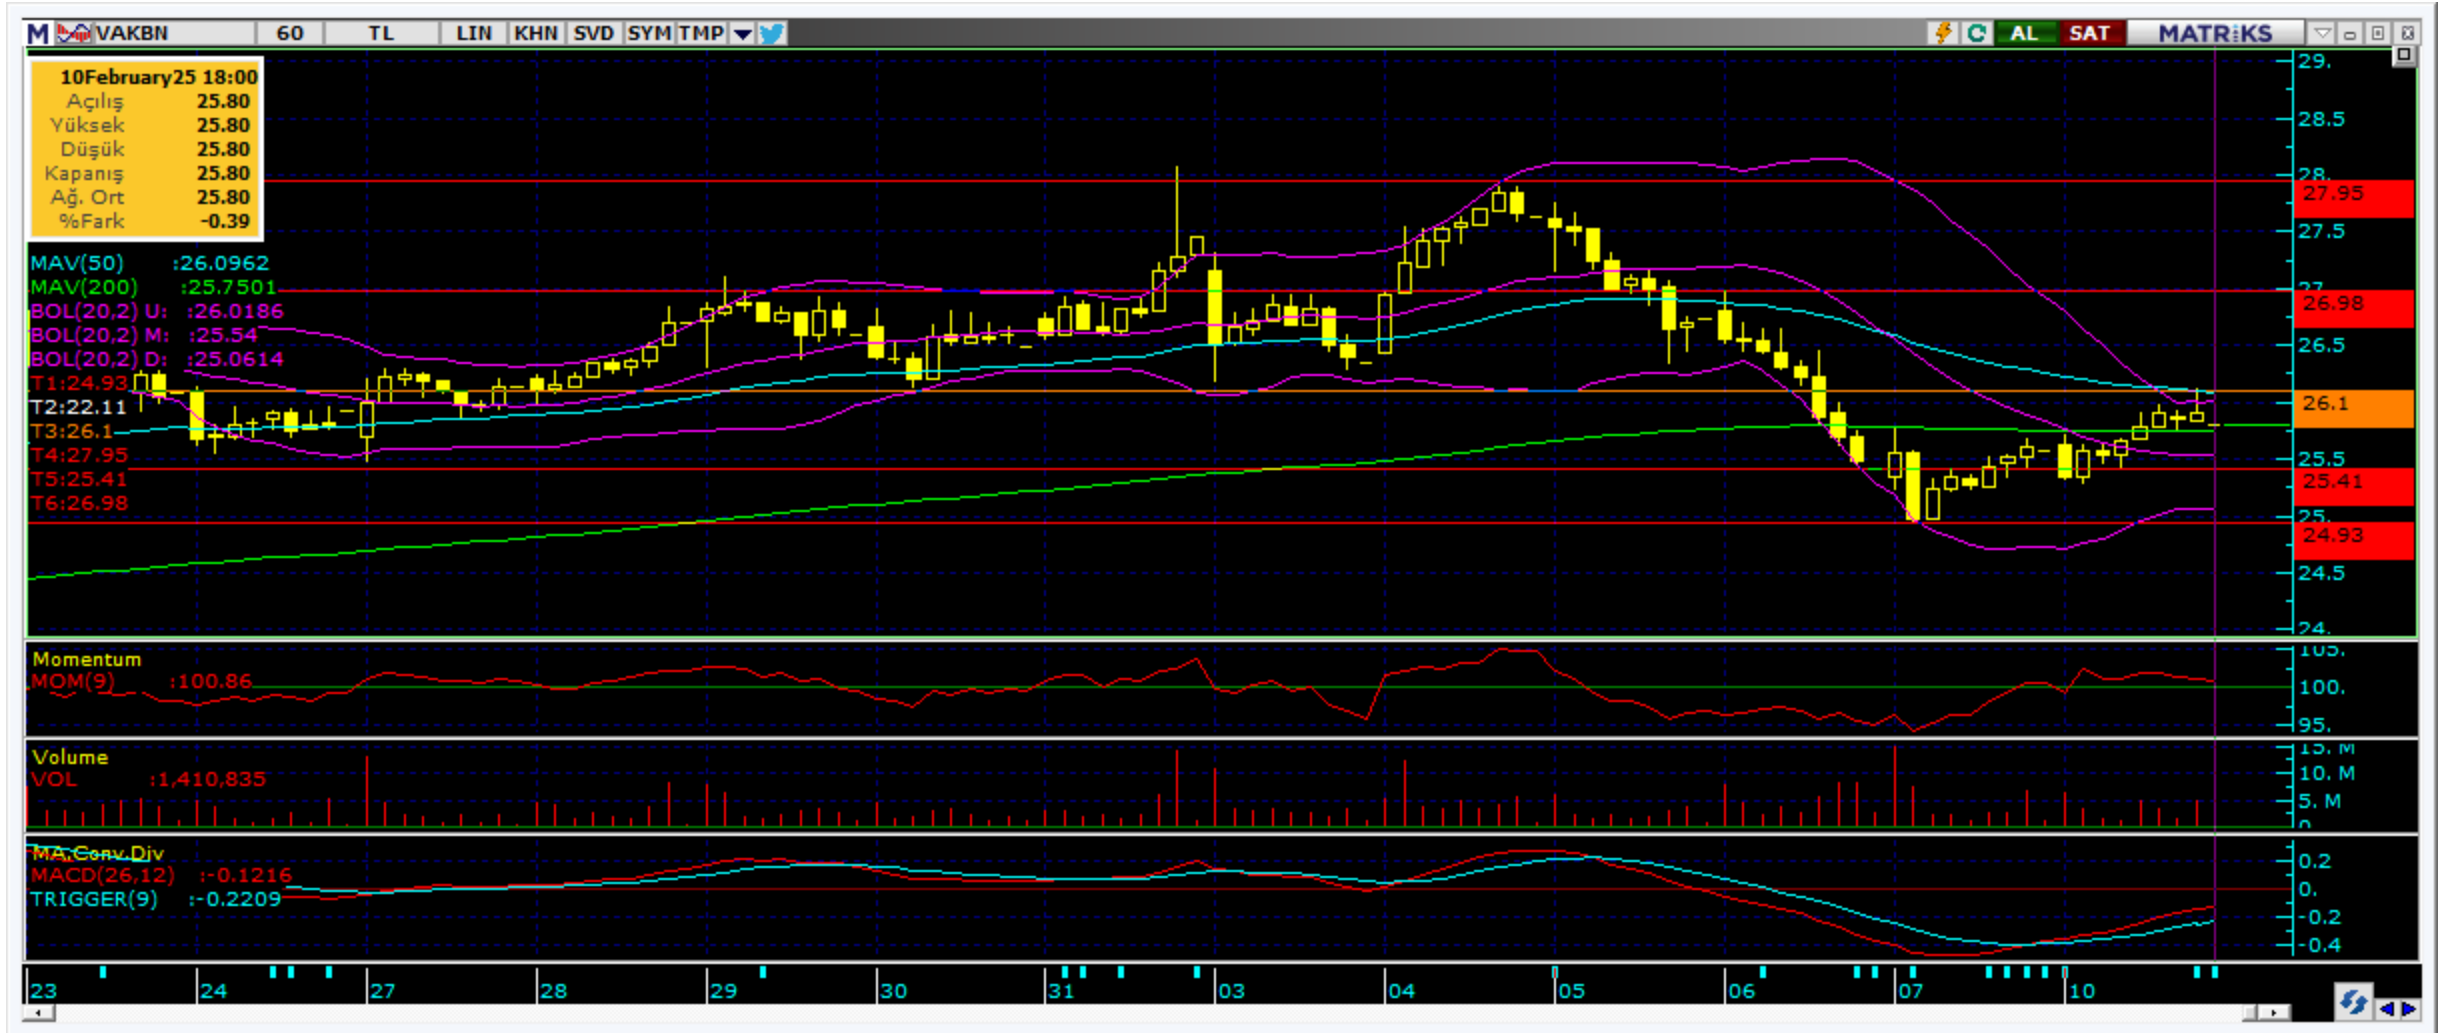 M VAKBN 60 TL LIN KHN SVD SYM TMP AL SAT MATRiKS
10February25 18:00
Açılış 25.80
Yüksek 25.80
Düşük 25.80
Kapanış 25.80
Ağ. Ort 25.80
%Fark -0.39
MAV(50) :26.0962
MAV(200) :25.7501
BOL(20,2) U: :26.0186
BOL(20,2) M: :25.54
BOL(20,2) D: :25.0614
T1:24.93
T2:22.11
T3:26.1
T4:27.95
T5:25.41
T6:26.98
29.
28.5
28.
27.95
27.5
27.
26.98
26.5
26.1
25.5
25.41
25.
24.93
24.5
24.
Momentum
MOM(9) :100.86
105.
100.
95.
Volume
VOL :1,410,835
15. M
10. M
5. M
0
MA.Conv.Div
MACD(26,12) :-0.1216
TRIGGER(9) :-0.2209
0.2
0.
-0.2
-0.4
23 24 27 28 29 30 31 03 04 05 06 07 10